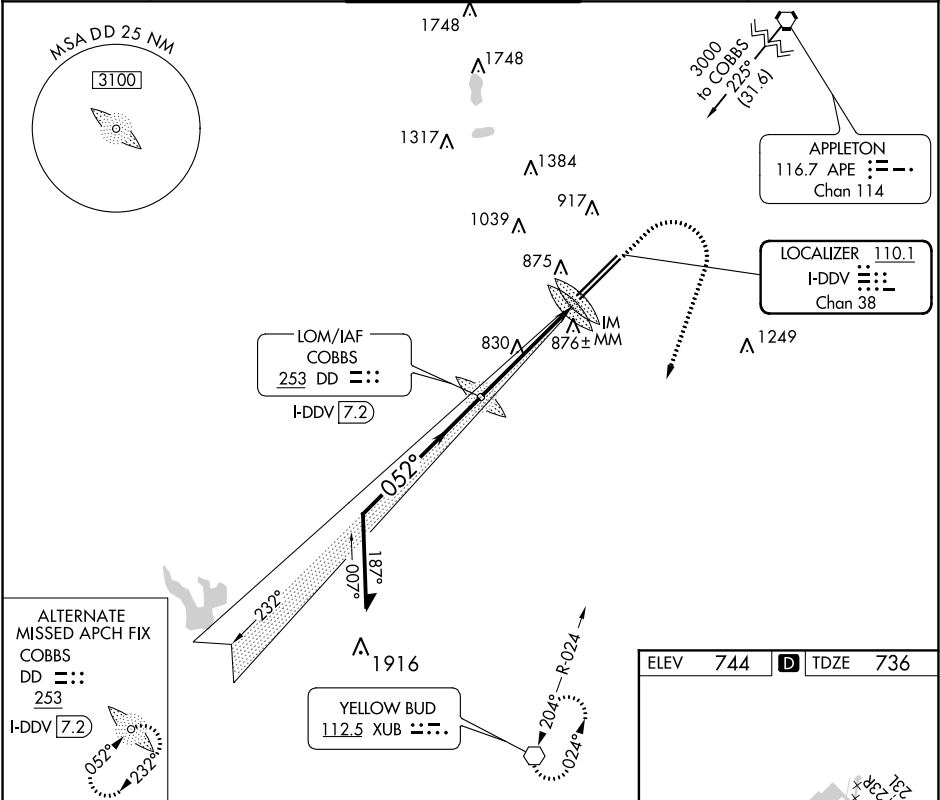 1748
1748
MSA DD 25 NM
3100
3000
to COBBS
225°
(31.6)
1317
1384
APPLETON
116.7 APE
Chan 114
917
1039
LOCALIZER 110.1
I-DDV
Chan 38
875
IM
876± MM
830
1249
LOM/IAF
COBBS
253 DD
I-DDV 7.2
052°
187°
007°
232°
ALTERNATE
MISSED APCH FIX
COBBS
DD
253
I-DDV 7.2
052°
232°
1916
YELLOW BUD
112.5 XUB
204°
R-024
024°
ELEV 744 D TDZE 736
23R
23L